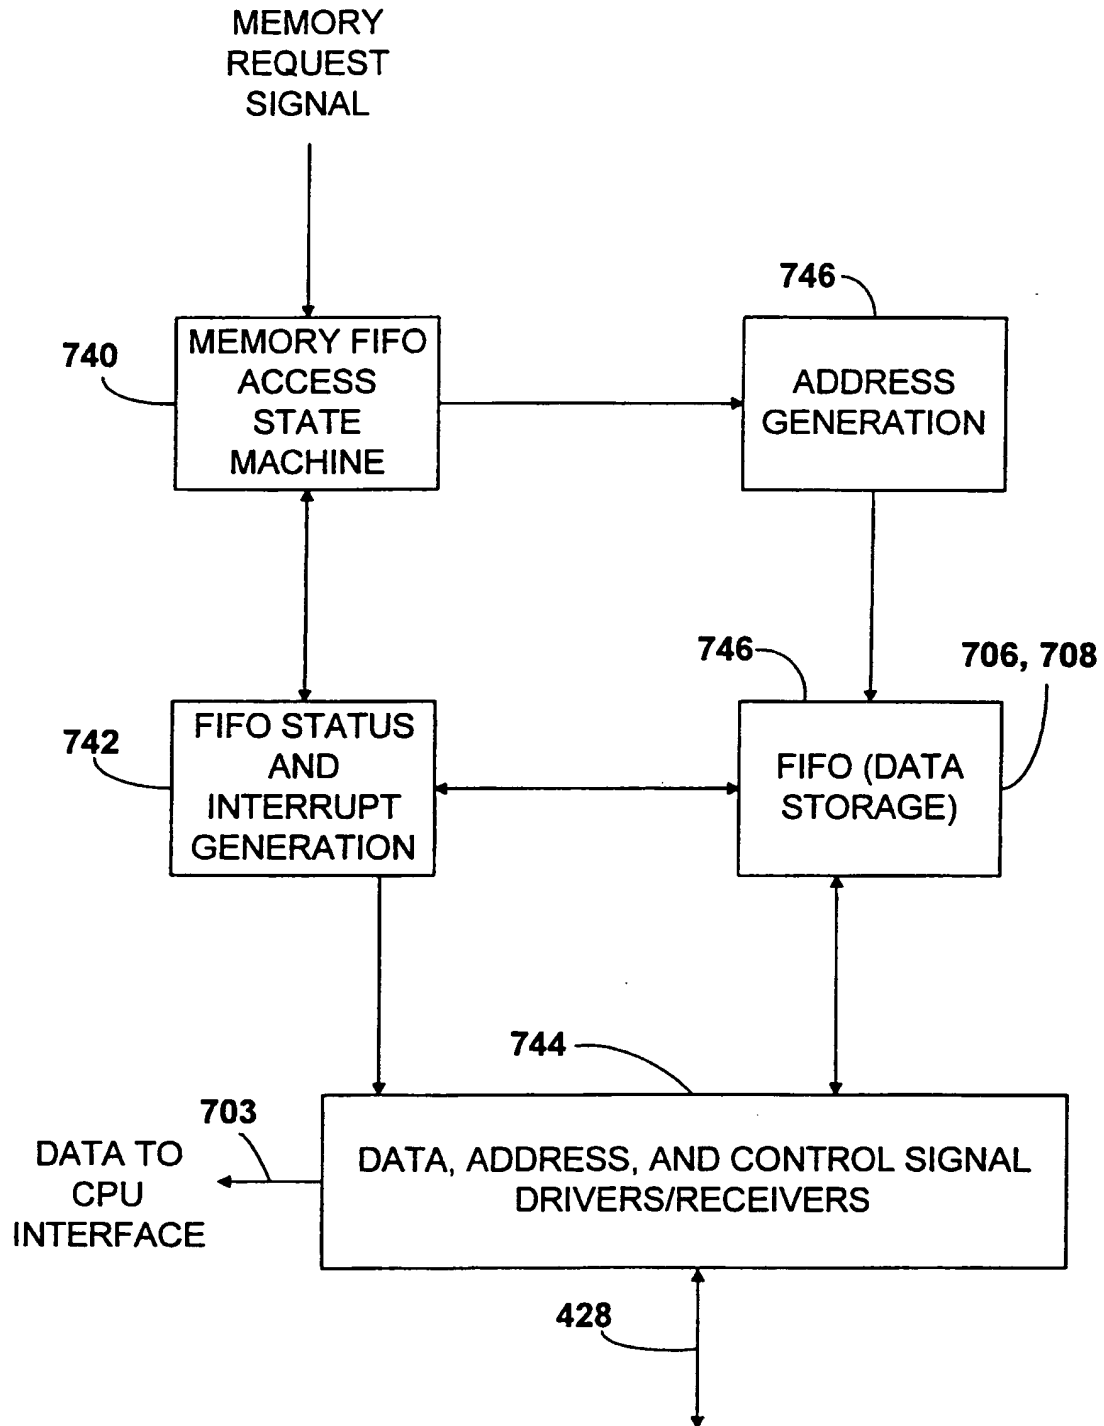 MEMORY
REQUEST
SIGNAL
746
740
MEMORY FIFO
ACCESS
STATE
MACHINE
ADDRESS
GENERATION
746
706, 708
742
FIFO STATUS
AND
INTERRUPT
GENERATION
FIFO (DATA
STORAGE)
744
703
DATA TO
CPU
INTERFACE
DATA, ADDRESS, AND CONTROL SIGNAL
DRIVERS/RECEIVERS
428